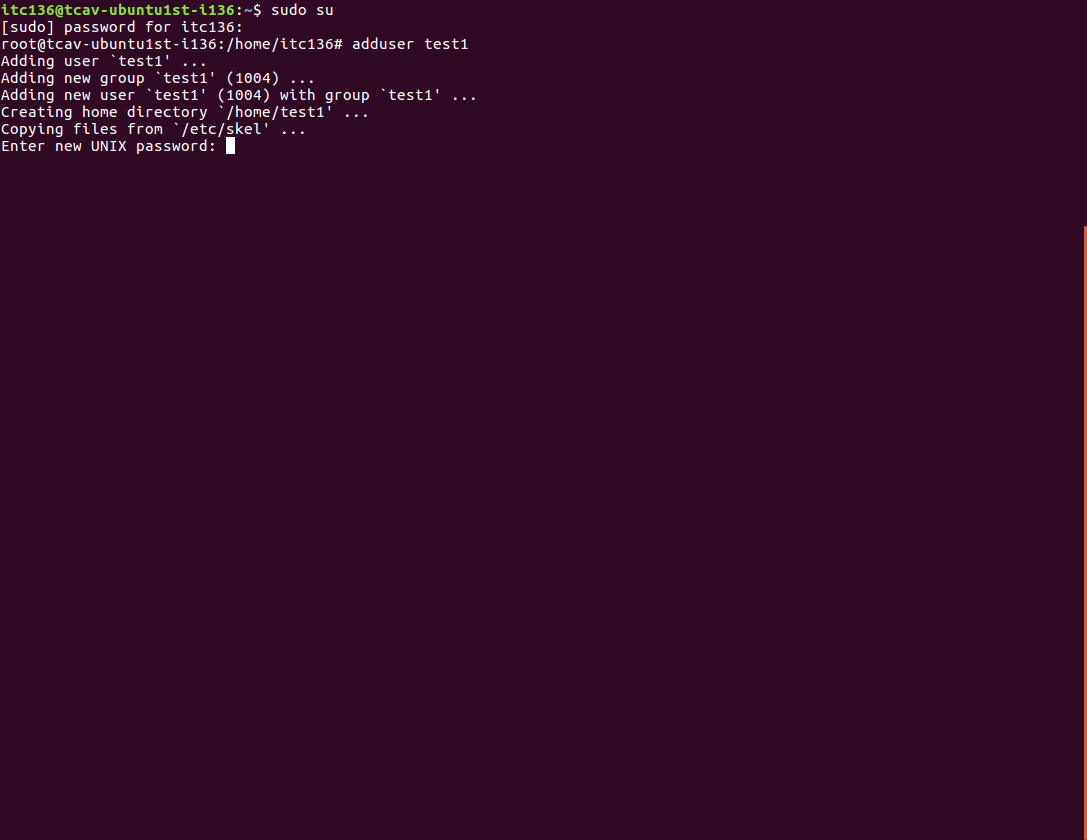 itc136@tcav-ubuntu1st-i136:~$ sudo su
[sudo] password for itc136:
root@tcav-ubuntu1st-i136:/home/itc136# adduser test1
Adding user `test1' ...
Adding new group `test1' (1004) ...
Adding new user `test1' (1004) with group `test1' ...
Creating home directory `/home/test1' ...
Copying files from `/etc/skel' ...
Enter new UNIX password: